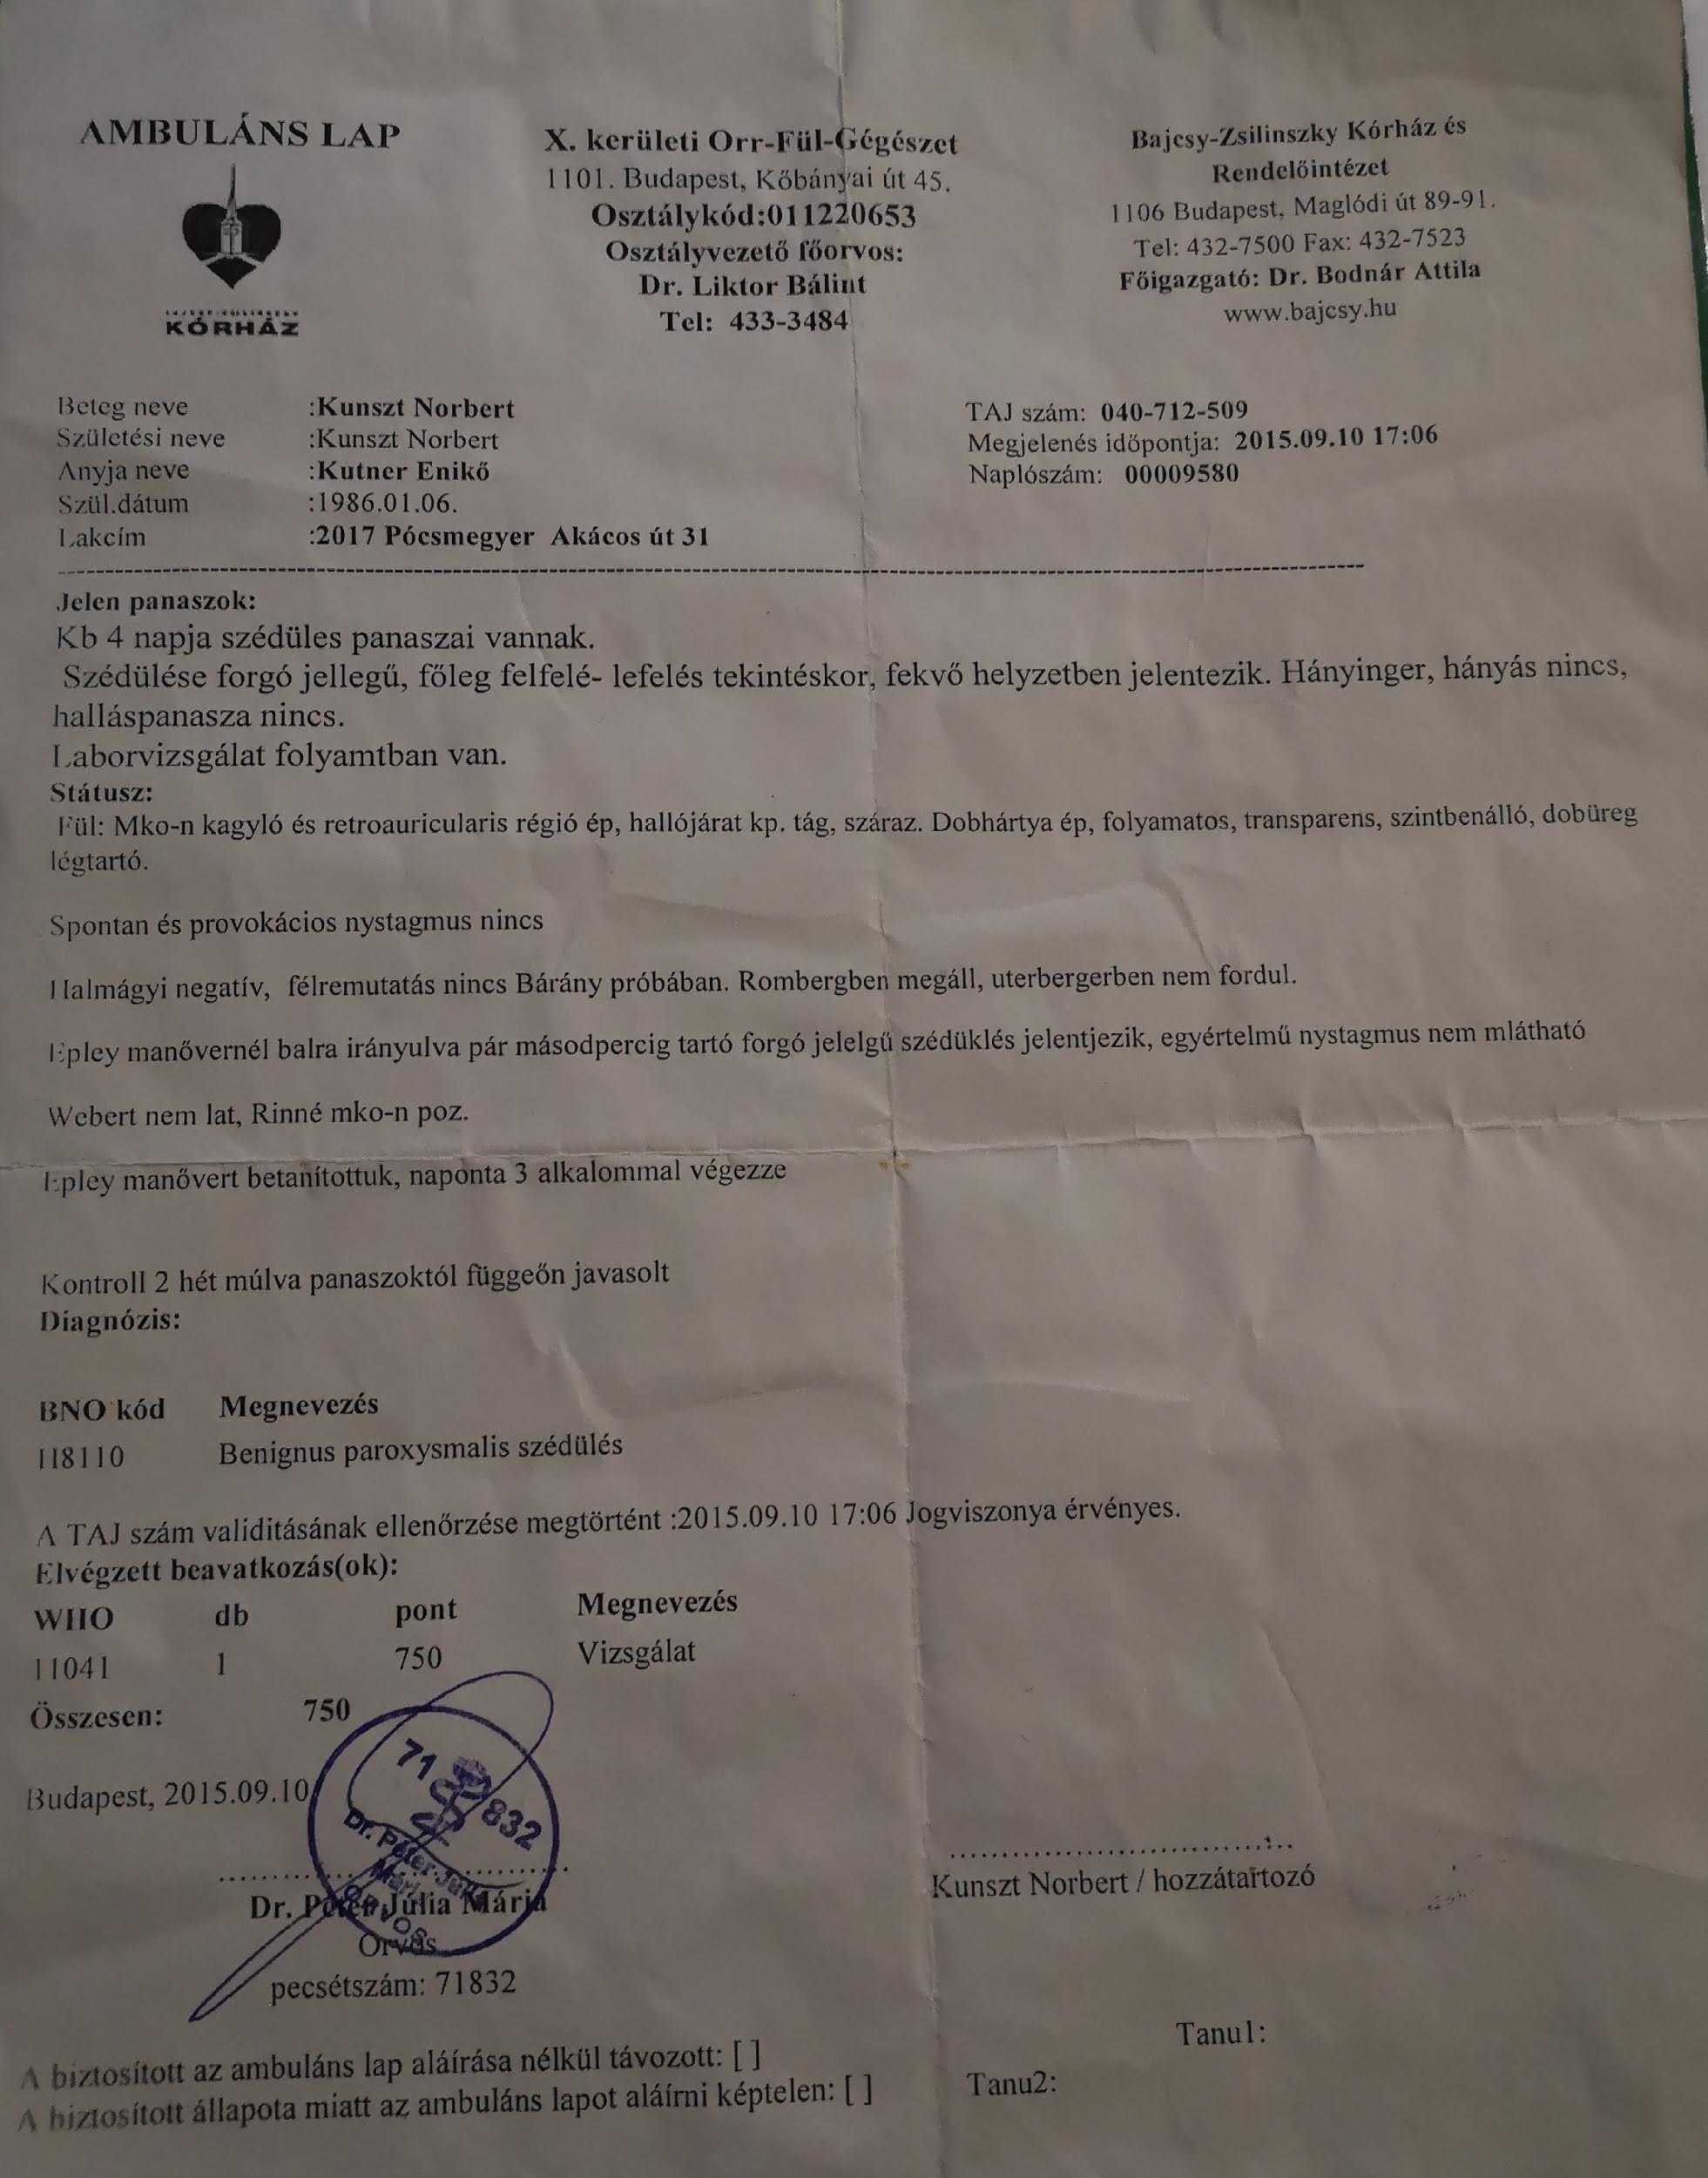 AMBULÁNS LAP
KÓRHÁZ
X. kerületi Orr-Fül-Gégészet
1101. Budapest, Kőbányai út 45.
Osztálykód:011220653
Osztályvezető főorvos:
Dr. Liktor Bálint
Tel: 433-3484
Bajcsy-Zsilinszky Kórház és
Rendelőintézet
1106 Budapest, Maglódi út 89-91.
Tel: 432-7500 Fax: 432-7523
Főigazgató: Dr. Bodnár Attila
www.bajcsy.hu
Beteg neve :Kunszt Norbert
Születési neve :Kunszt Norbert
Anyja neve :Kutner Enikő
Szül.dátum :1986.01.06.
Lakcím :2017 Pócsmegyer Akácos út 31
TAJ szám: 040-712-509
Megjelenés időpontja: 2015.09.10 17:06
Naplószám: 00009580
Jelen panaszok:
Kb 4 napja szédüles panaszai vannak.
Szédülése forgó jellegű, főleg felfelé- lefelés tekintéskor, fekvő helyzetben jelentezik. Hányinger, hányás nincs,
halláspanasza nincs.
Laborvizsgálat folyamtban van.
Státusz:
Fül: Mko-n kagyló és retroauricularis régió ép, hallójárat kp. tág, száraz. Dobhártya ép, folyamatos, transparens, szintbenálló, dobüreg
légtartó.
Spontan és provokácios nystagmus nincs
Halmágyi negatív, félremutatás nincs Bárány próbában. Rombergben megáll, uterbergerben nem fordul.
Epley manővernél balra irányulva pár másodpercig tartó forgó jelelgű szédüklés jelentjezik, egyértelmű nystagmus nem mlátható
Webert nem lat, Rinné mko-n poz.
Epley manővert betanítottuk, naponta 3 alkalommal végezze
Kontroll 2 hét múlva panaszoktól függeőn javasolt
Diagnózis:
BNO kód Megnevezés
H8110 Benignus paroxysmalis szédülés
A TAJ szám validitásának ellenőrzése megtörtént :2015.09.10 17:06 Jogviszonya érvényes.
Elvégzett beavatkozás(ok):
WHO db pont Megnevezés
11041 1 750 Vizsgálat
Összesen: 750
Budapest, 2015.09.10
71832
Dr. Péter Júlia Mária
Orvos
pecsétszám: 71832
Kunszt Norbert / hozzátartozó
A biztosított az ambuláns lap aláírása nélkül távozott: [ ]
A biztosított állapota miatt az ambuláns lapot aláírni képtelen: [ ]
Tanu1:
Tanu2: